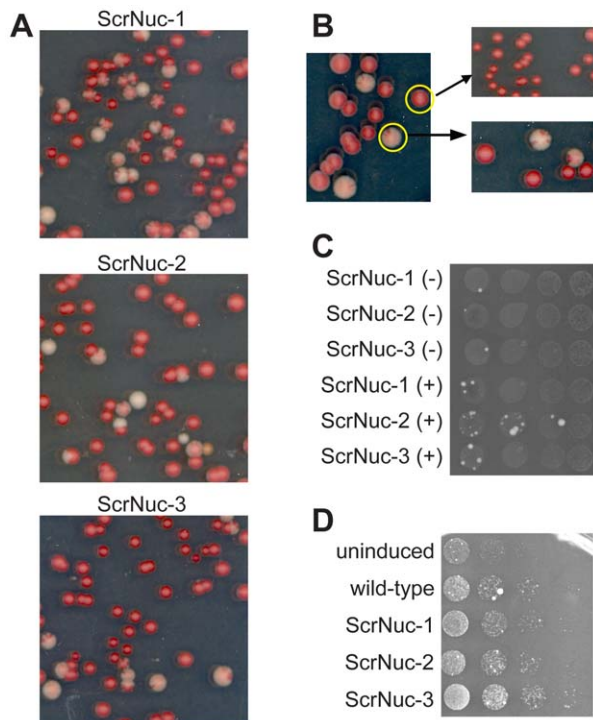 A
ScrNuc-1
ScrNuc-2
ScrNuc-3
B
C
ScrNuc-1 (-)
ScrNuc-2 (-)
ScrNuc-3 (-)
ScrNuc-1 (+)
ScrNuc-2 (+)
ScrNuc-3 (+)
D
uninduced
wild-type
ScrNuc-1
ScrNuc-2
ScrNuc-3